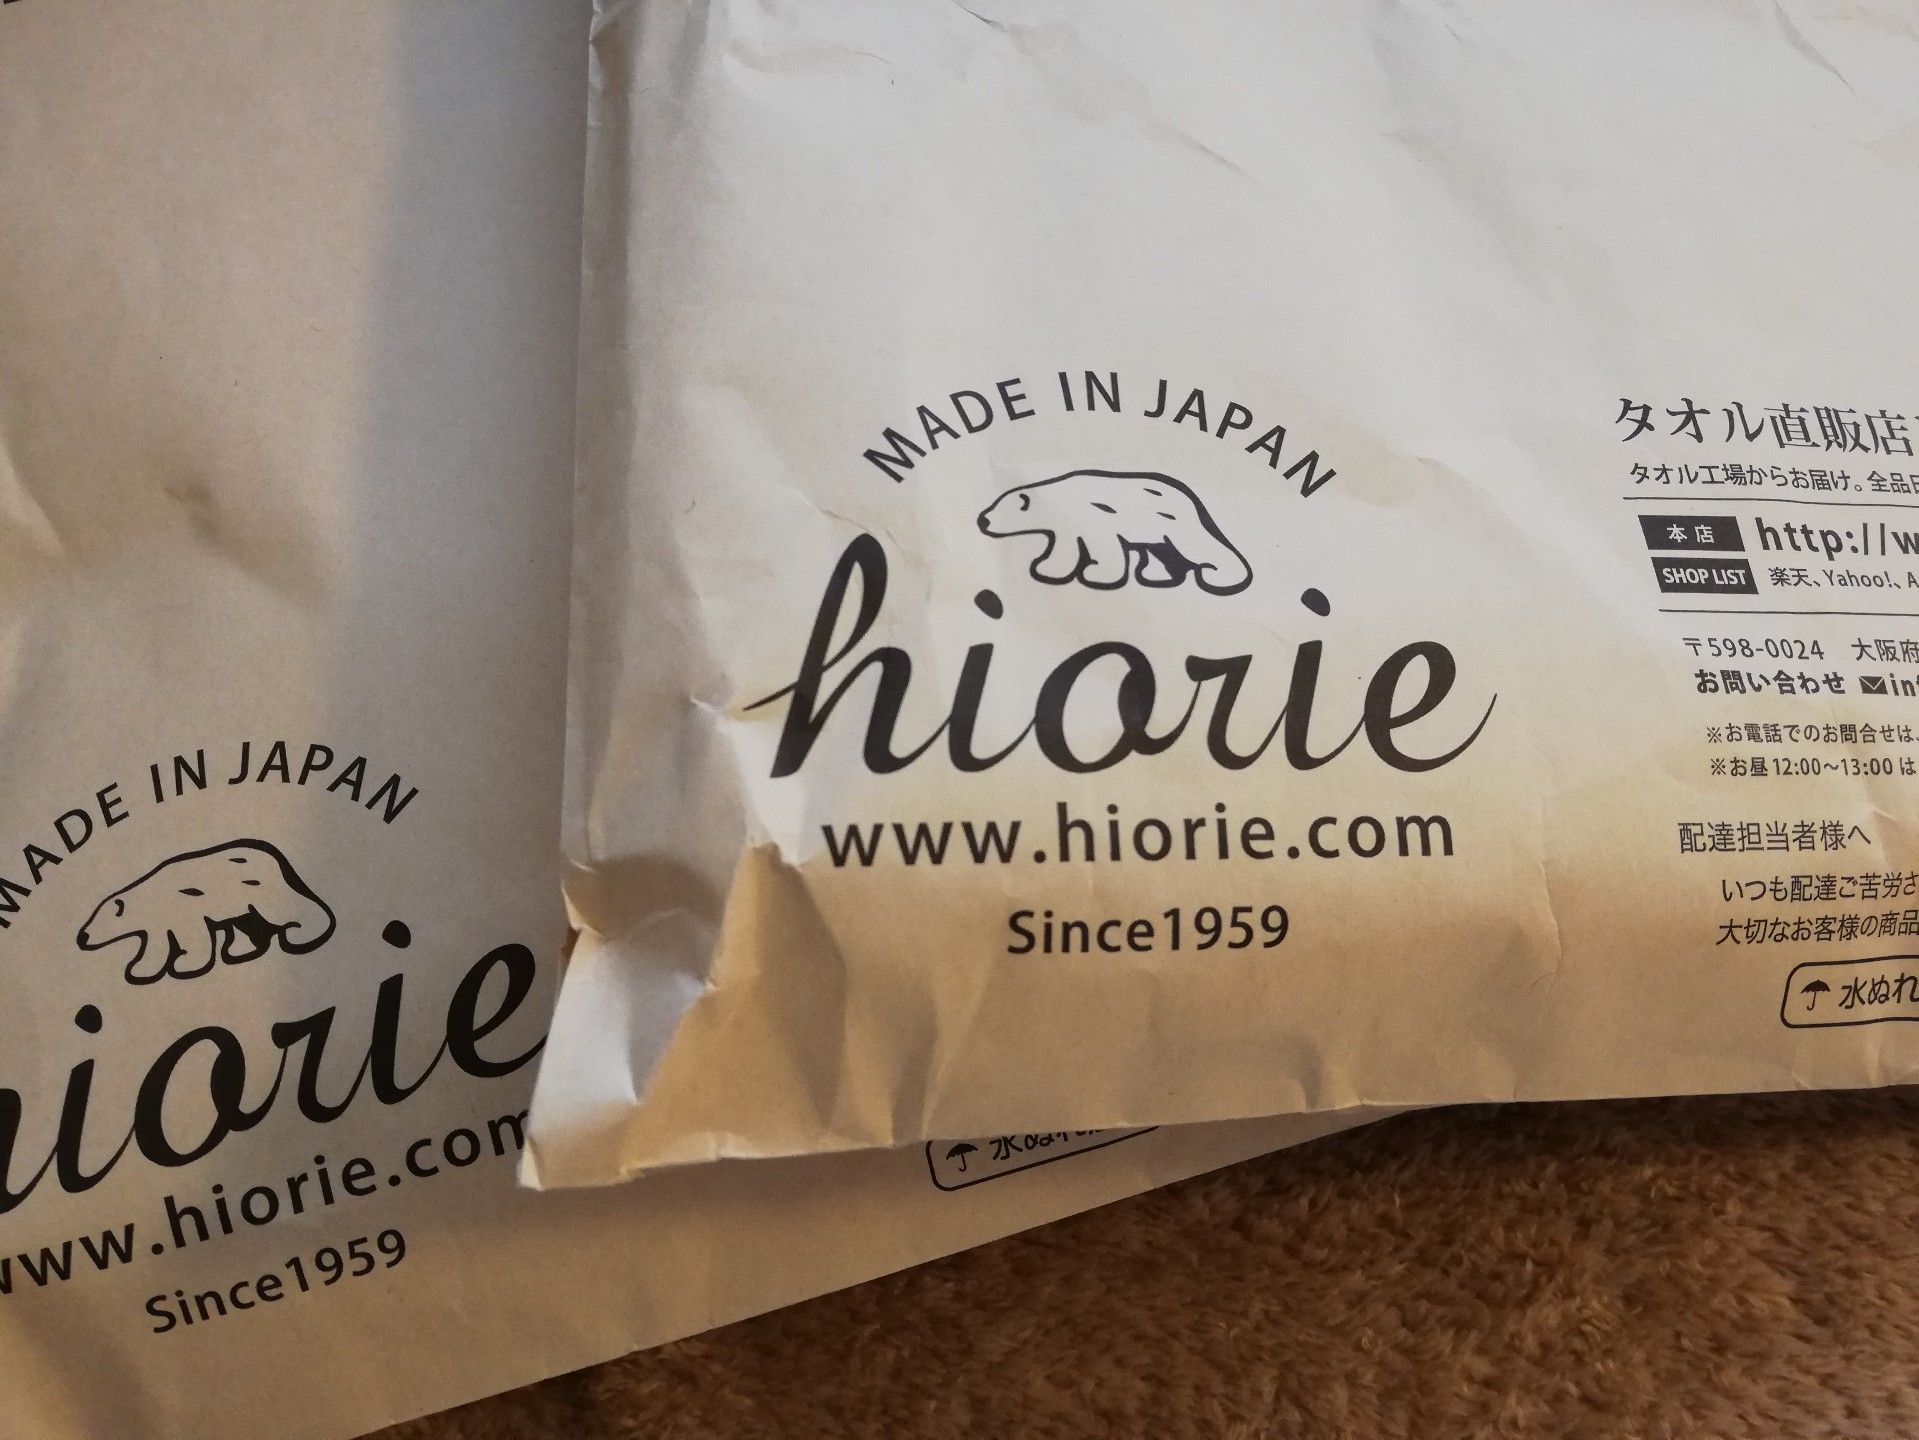 MADE IN JAPAN
hiorie
www.hiorie.com
Since1959
タオル直販店
タオル工場からお届け。全品
本店 http://w
SHOP LIST 楽天、Yahoo!、A
〒598-0024 大阪府
お問い合わせ in
※お電話でのお問合せは、
※お昼12:00～13:00は
配達担当者様へ
いつも配達ご苦労さ
大切なお客様の商品
水ぬれ
MADE IN JAPAN
iorie
www.hiorie.com
Since1959
水ぬれ